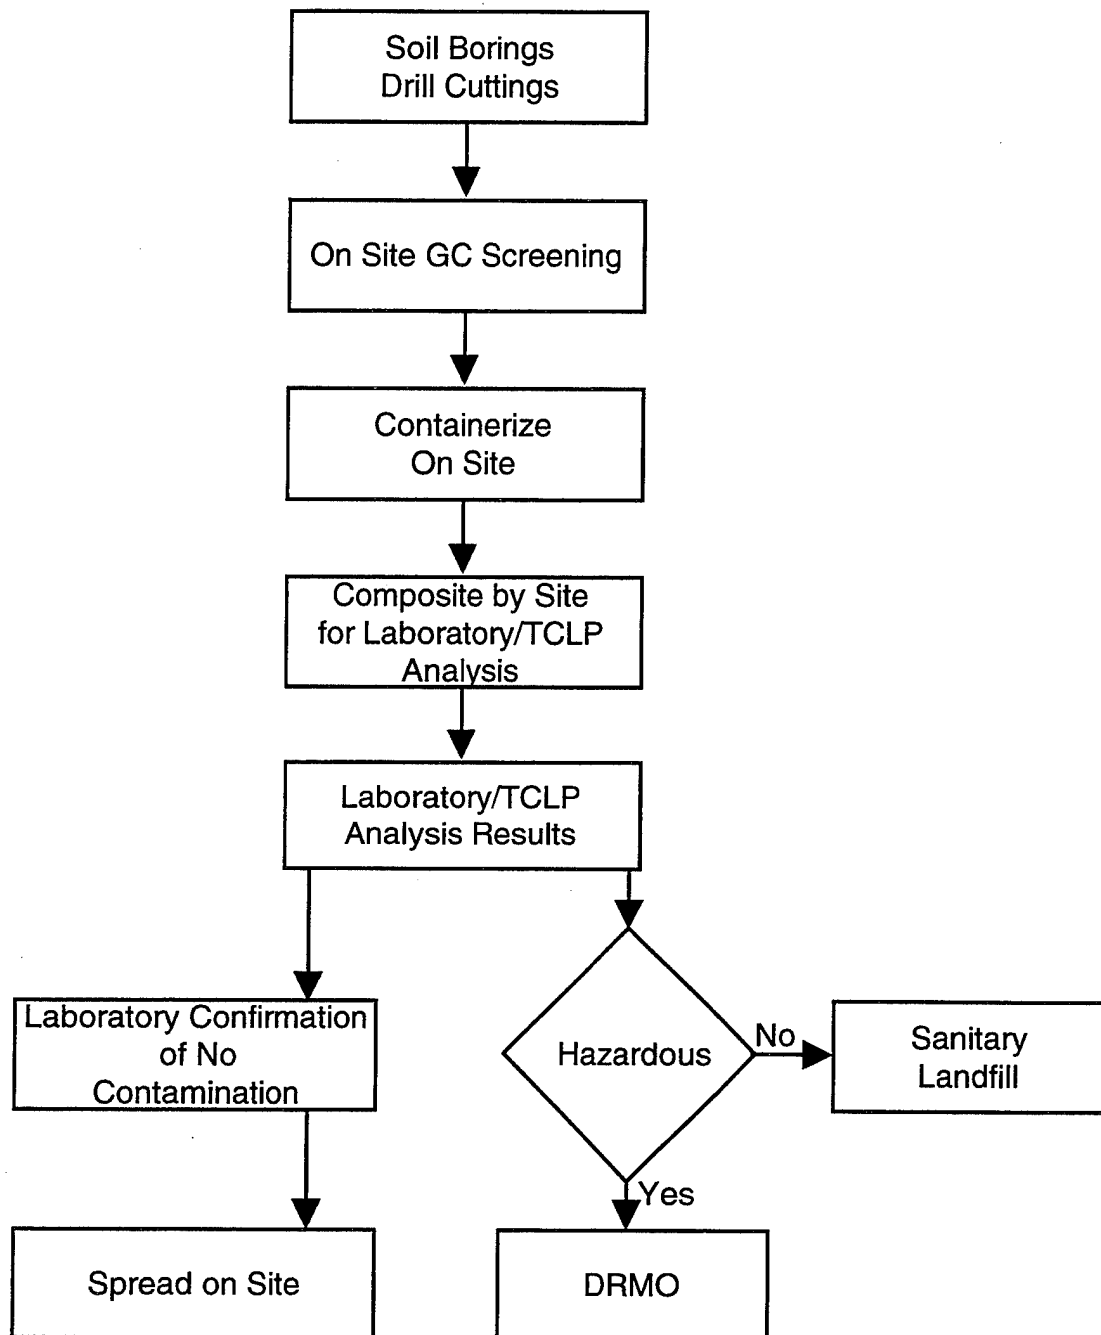 Soil Borings
Drill Cuttings
On Site GC Screening
Containerize
On Site
Composite by Site
for Laboratory/TCLP
Analysis
Laboratory/TCLP
Analysis Results
Laboratory Confirmation
of No
Contamination
Hazardous
No
Sanitary
Landfill
Yes
Spread on Site
DRMO